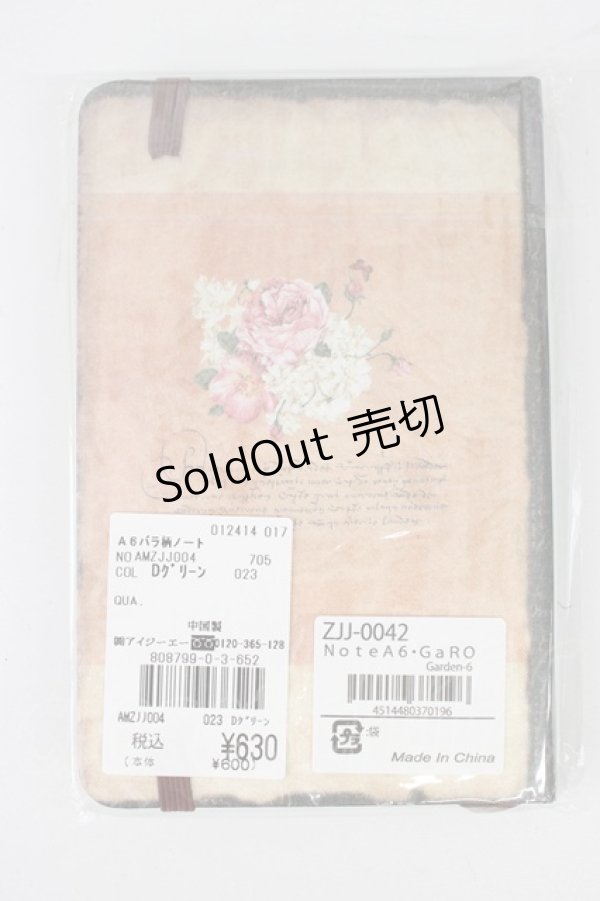 SoldOut 売切
012414 017
A6バラ柄ノート
NO AMZJJ004 705
COL Dｸﾞﾘｰﾝ 023
QUA.
中国製
㈱アイジーエー 0120-365-128
808799-0-3-652
AMZJJ004 023 Dｸﾞﾘｰﾝ
税込 ¥630
(本体 ¥600)
ZJJ-0042
NoteA6・GaRO
Garden-6
4514480370196
プラ :袋
Made In China